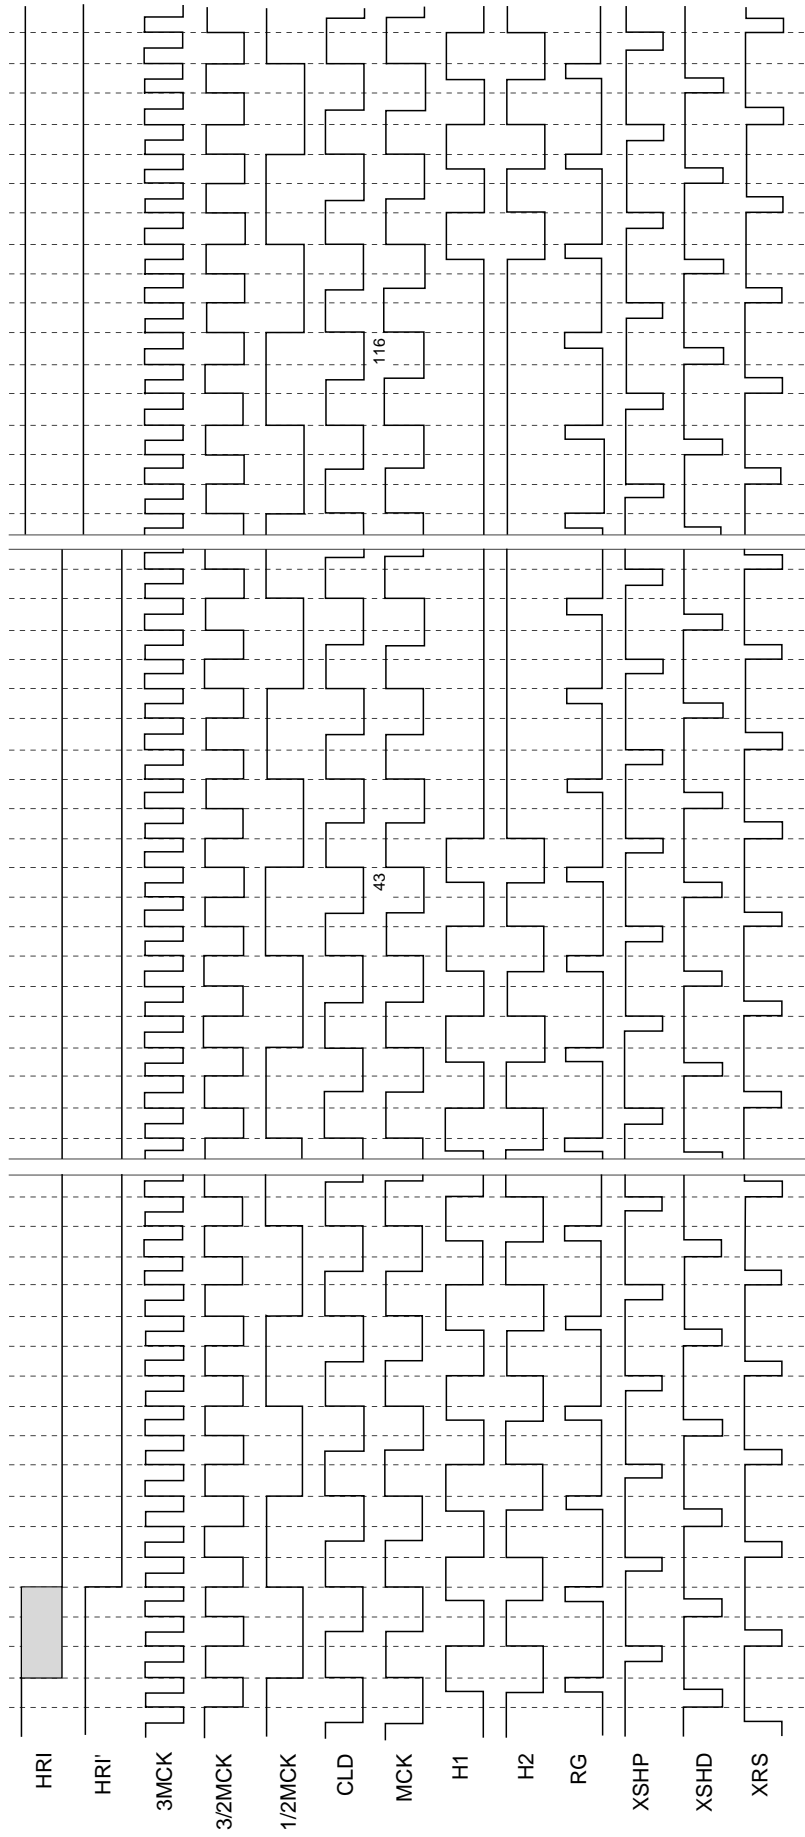 HRI
HRI'
3MCK
3/2MCK
1/2MCK
CLD
MCK
43
116
H1
H2
RG
XSHP
XSHD
XRS